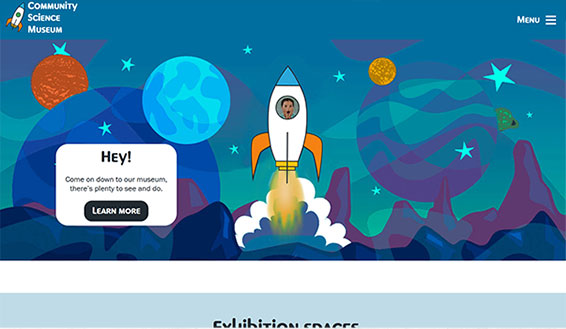 Community
Science
Museum
Menu
Hey!
Come on down to our museum,
there's plenty to see and do.
Learn more
Exhibition spaces